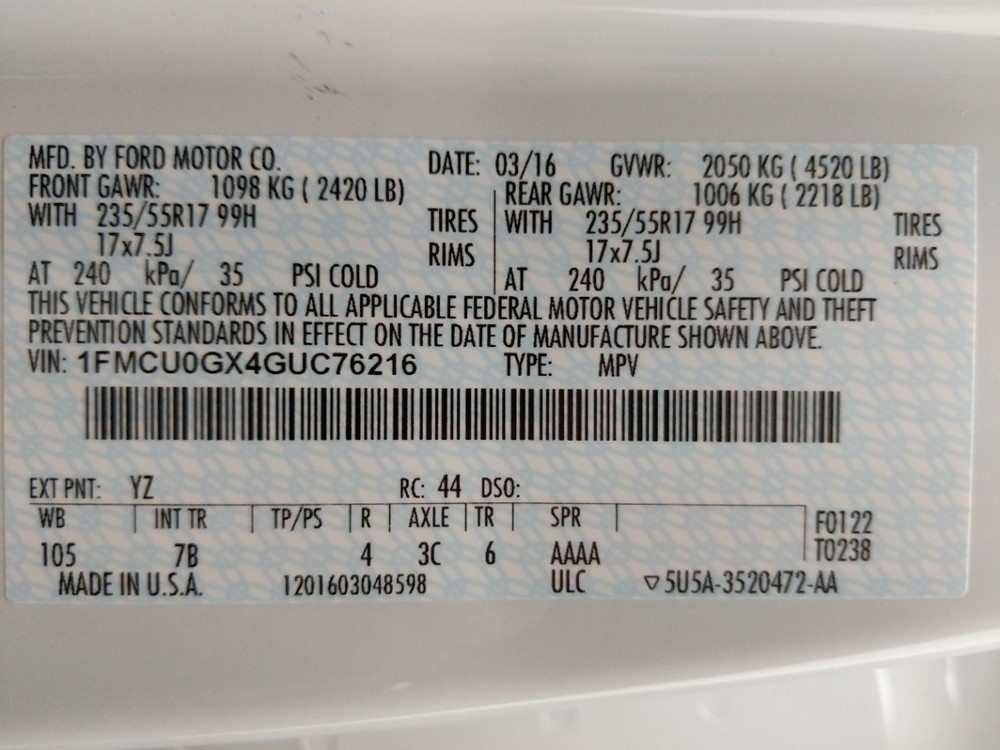 MFD. BY FORD MOTOR CO. DATE: 03/16 GVWR: 2050 KG ( 4520 LB)
FRONT GAWR: 1098 KG ( 2420 LB) REAR GAWR: 1006 KG ( 2218 LB)
WITH 235/55R17 99H TIRES WITH 235/55R17 99H TIRES
17x7.5J RIMS 17x7.5J RIMS
AT 240 kPa/ 35 PSI COLD AT 240 kPa/ 35 PSI COLD
THIS VEHICLE CONFORMS TO ALL APPLICABLE FEDERAL MOTOR VEHICLE SAFETY AND THEFT
PREVENTION STANDARDS IN EFFECT ON THE DATE OF MANUFACTURE SHOWN ABOVE.
VIN: 1FMCU0GX4GUC76216 TYPE: MPV
EXT PNT: YZ RC: 44 DSO:
WB INT TR TP/PS R AXLE TR SPR F0122
105 7B 4 3C 6 AAAA T0238
MADE IN U.S.A. 1201603048598 ULC ▽5U5A-3520472-AA